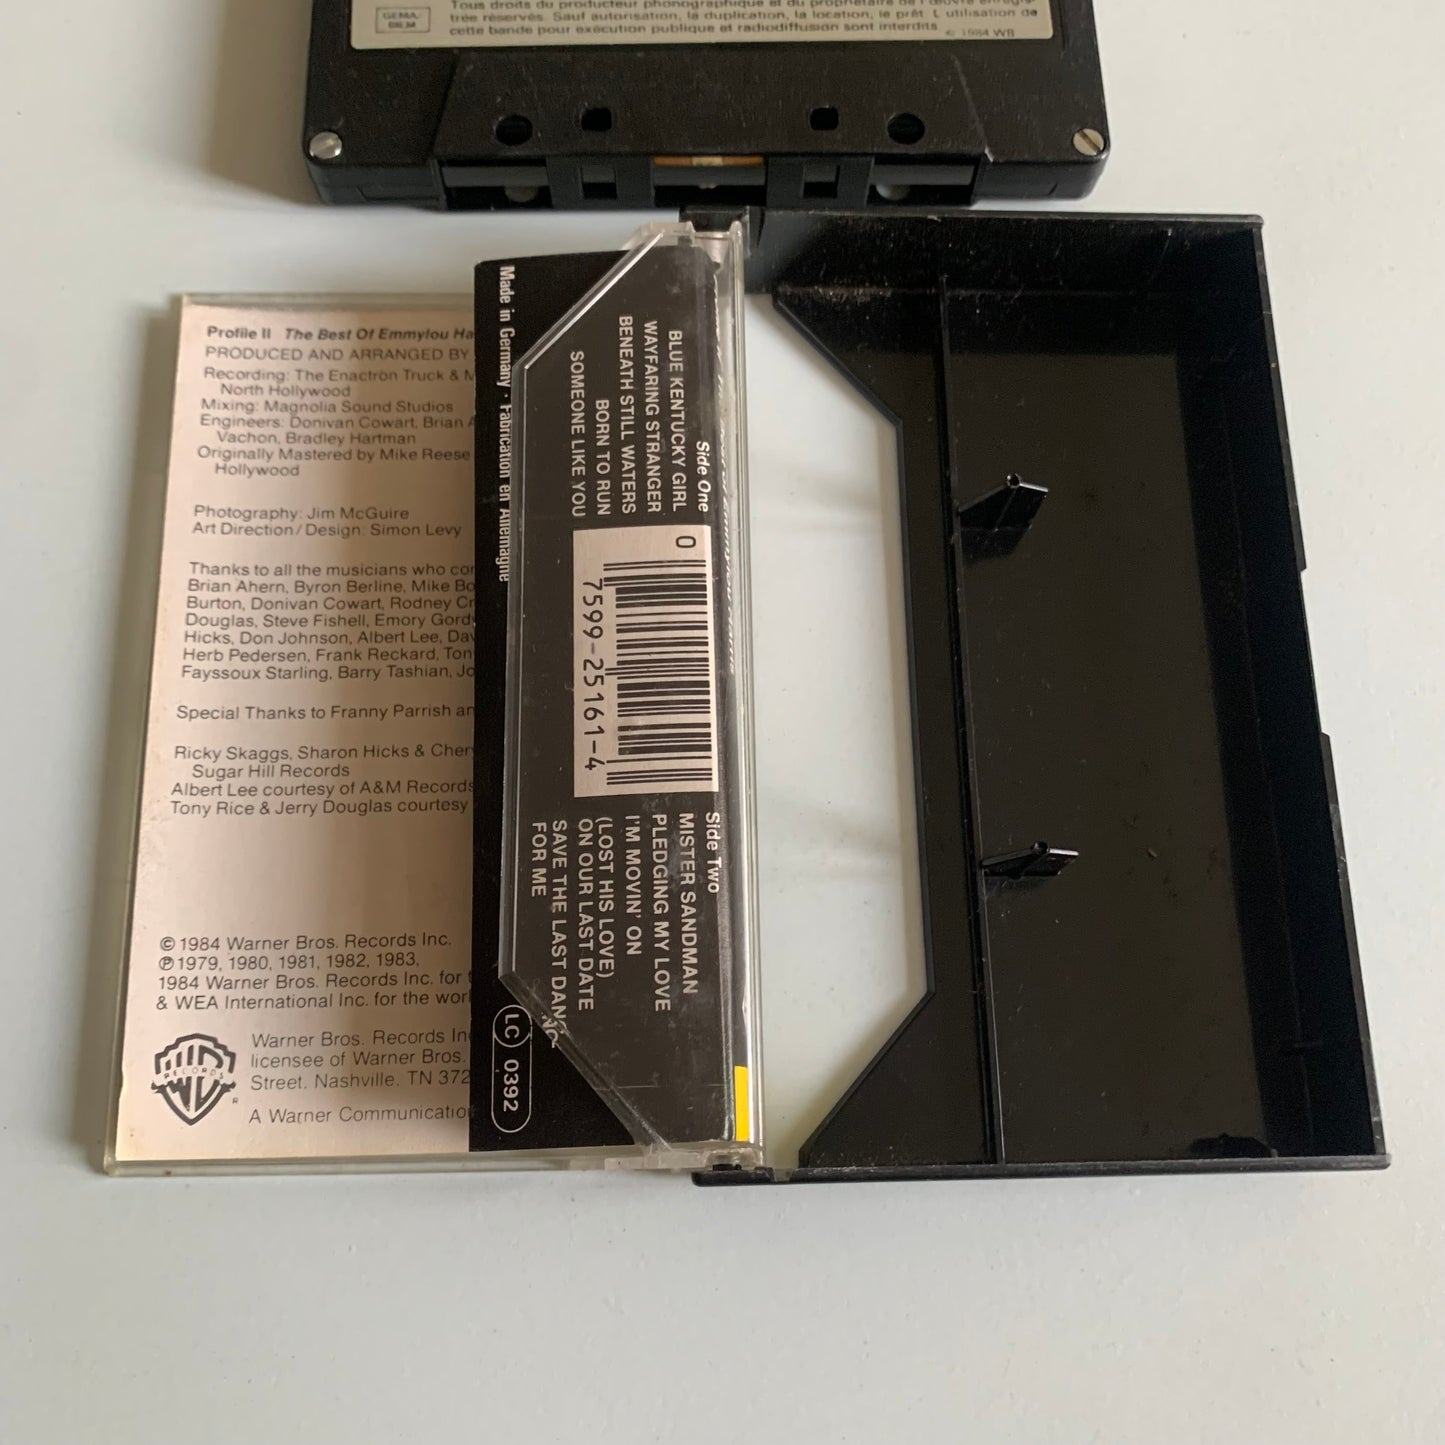 Tous droits du producteur phonographique et du propriétaire de l'œuvre enregis-
trée réservés. Sauf autorisation, la duplication, la location, le prêt, l'utilisation de
cette bande pour exécution publique et radiodiffusion sont interdits. © 1984 WB
GEMA
BIEM
Profile II The Best Of Emmylou Ha
PRODUCED AND ARRANGED BY
Recording: The Enactron Truck & M
North Hollywood
Mixing: Magnolia Sound Studios
Engineers: Donivan Cowart, Brian A
Vachon, Bradley Hartman
Originally Mastered by Mike Reese
Hollywood
Photography: Jim McGuire
Art Direction/Design: Simon Levy
Thanks to all the musicians who con
Brian Ahern, Byron Berline, Mike Bo
Burton, Donivan Cowart, Rodney Cr
Douglas, Steve Fishell, Emory Gordy
Hicks, Don Johnson, Albert Lee, Dav
Herb Pedersen, Frank Reckard, Tony
Fayssoux Starling, Barry Tashian, Jo
Special Thanks to Franny Parrish an
Ricky Skaggs, Sharon Hicks & Cher
Sugar Hill Records
Albert Lee courtesy of A&M Records
Tony Rice & Jerry Douglas courtesy
© 1984 Warner Bros. Records Inc.
℗ 1979, 1980, 1981, 1982, 1983,
1984 Warner Bros. Records Inc. for t
& WEA International Inc. for the worl
WB
RECORDS
R
Warner Bros. Records In
licensee of Warner Bros.
Street, Nashville, TN 372
A Warner Communicatio
Made in Germany · Fabrication en Allemagne
LC 0392
Side One
BLUE KENTUCKY GIRL
WAYFARING STRANGER
BENEATH STILL WATERS
BORN TO RUN
SOMEONE LIKE YOU
0
7599-25161-4
Side Two
MISTER SANDMAN
PLEDGING MY LOVE
I'M MOVIN' ON
(LOST HIS LOVE)
ON OUR LAST DATE
SAVE THE LAST DANCE
FOR ME